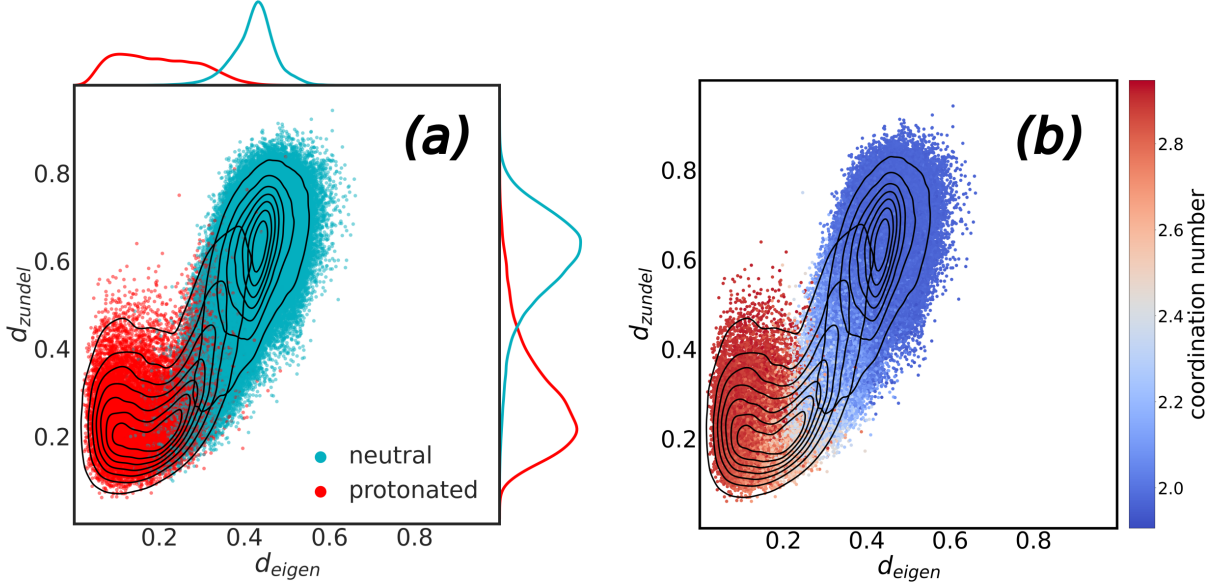 (a)
0.8
0.6
0.4
0.2
d_zundel
neutral
protonated
0.2 0.4 0.6 0.8
d_eigen
(b)
0.8
0.6
0.4
0.2
d_zundel
0.2 0.4 0.6 0.8
d_eigen
2.8
2.6
2.4
2.2
2.0
coordination number